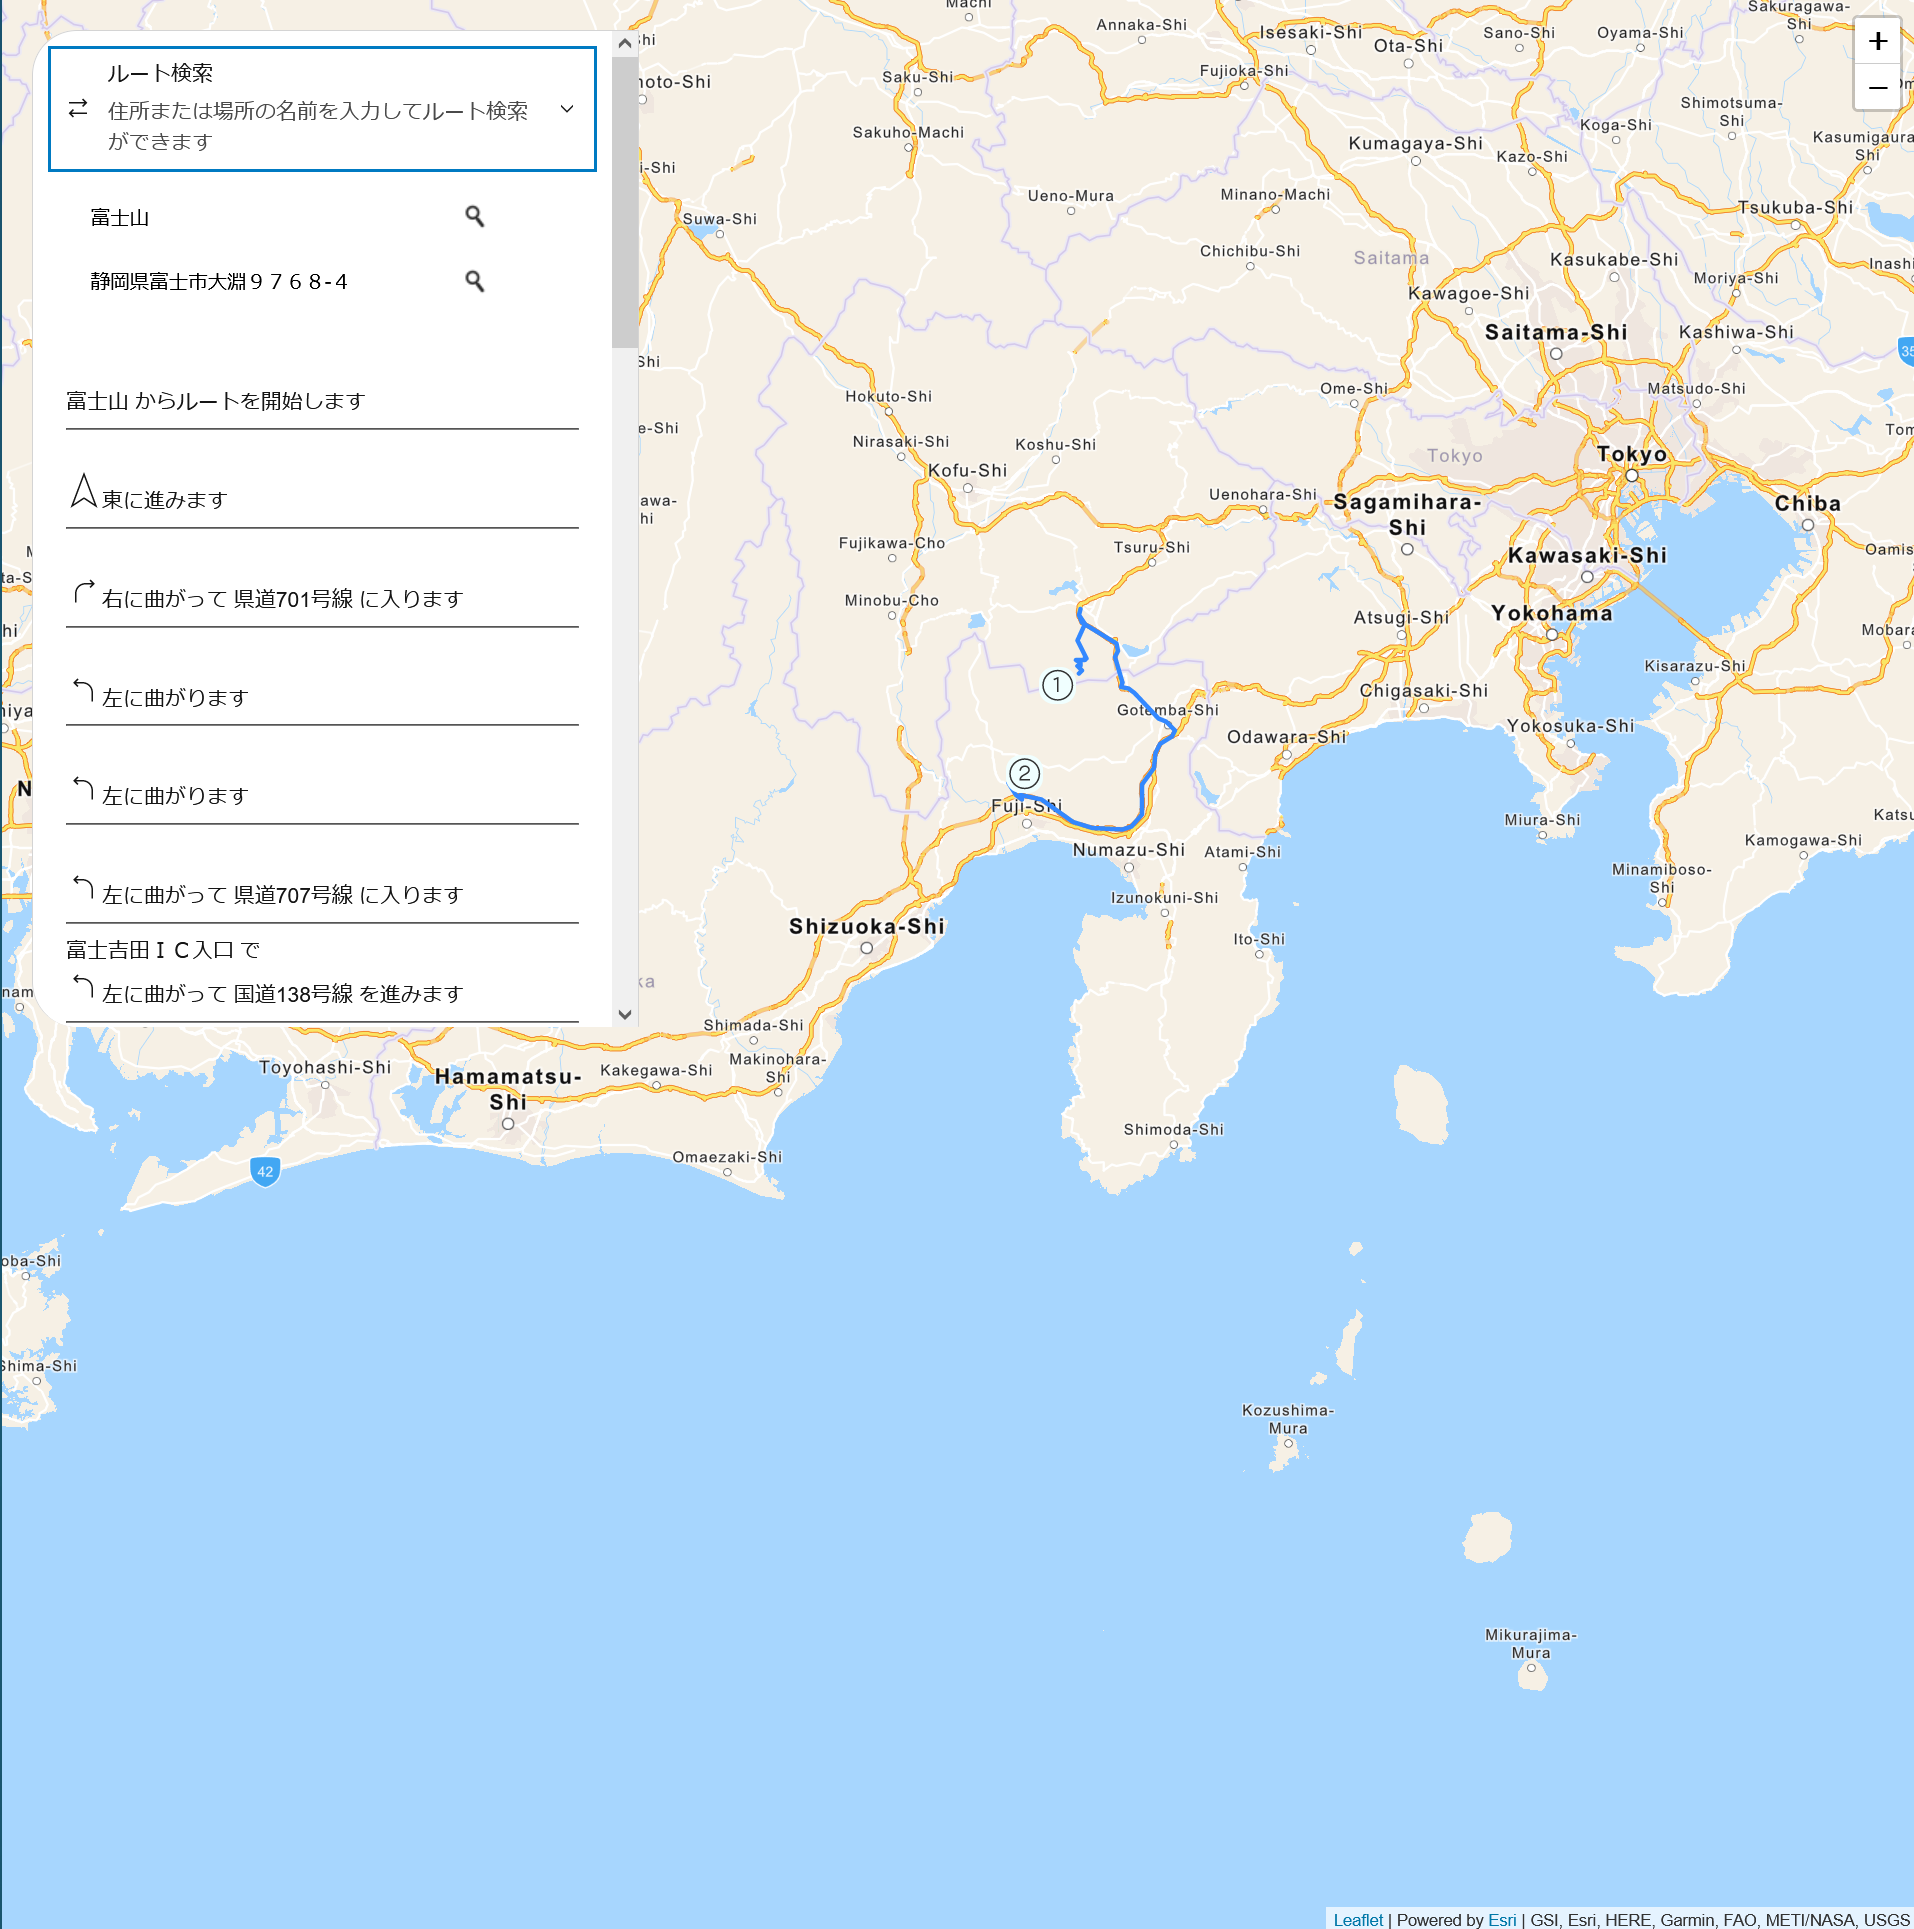 ルート検索
住所または場所の名前を入力してルート検索
ができます
富士山
静岡県富士市大淵９７６８-４
富士山 からルートを開始します
東に進みます
右に曲がって 県道701号線 に入ります
左に曲がります
左に曲がります
左に曲がって 県道707号線 に入ります
富士吉田ＩＣ入口 で
左に曲がって 国道138号線 を進みます
+
−
Machi
Annaka-Shi
Isesaki-Shi
Ota-Shi
Sano-Shi
Oyama-Shi
Sakuragawa-
Shi
Saku-Shi
Fujioka-Shi
Shimotsuma-
Shi
Sakuho-Machi
Kumagaya-Shi
Koga-Shi
Kazo-Shi
Kasumigaura
Shi
Suwa-Shi
Ueno-Mura
Minano-Machi
Tsukuba-Shi
Chichibu-Shi
Saitama
Kasukabe-Shi
Moriya-Shi
Inashi
Kawagoe-Shi
Saitama-Shi
Kashiwa-Shi
35
Hokuto-Shi
Ome-Shi
Matsudo-Shi
Nirasaki-Shi
Koshu-Shi
Tom
Kofu-Shi
Tokyo
Tokyo
Uenohara-Shi
Sagamihara-
Shi
Chiba
Fujikawa-Cho
Tsuru-Shi
Kawasaki-Shi
Oamis
Minobu-Cho
Atsugi-Shi
Yokohama
Mobara
Kisarazu-Shi
1
Chigasaki-Shi
Gotemba-Shi
Odawara-Shi
Yokosuka-Shi
2
Fuji-Shi
Miura-Shi
Katsu
Numazu-Shi
Atami-Shi
Kamogawa-Shi
Izunokuni-Shi
Minamiboso-
Shi
Shizuoka-Shi
Ito-Shi
Shimada-Shi
Toyohashi-Shi
Hamamatsu-
Shi
Kakegawa-Shi
Makinohara-
Shi
Shimoda-Shi
Omaezaki-Shi
42
oba-Shi
Shima-Shi
Kozushima-
Mura
Mikurajima-
Mura
Leaflet | Powered by Esri | GSI, Esri, HERE, Garmin, FAO, METI/NASA, USGS